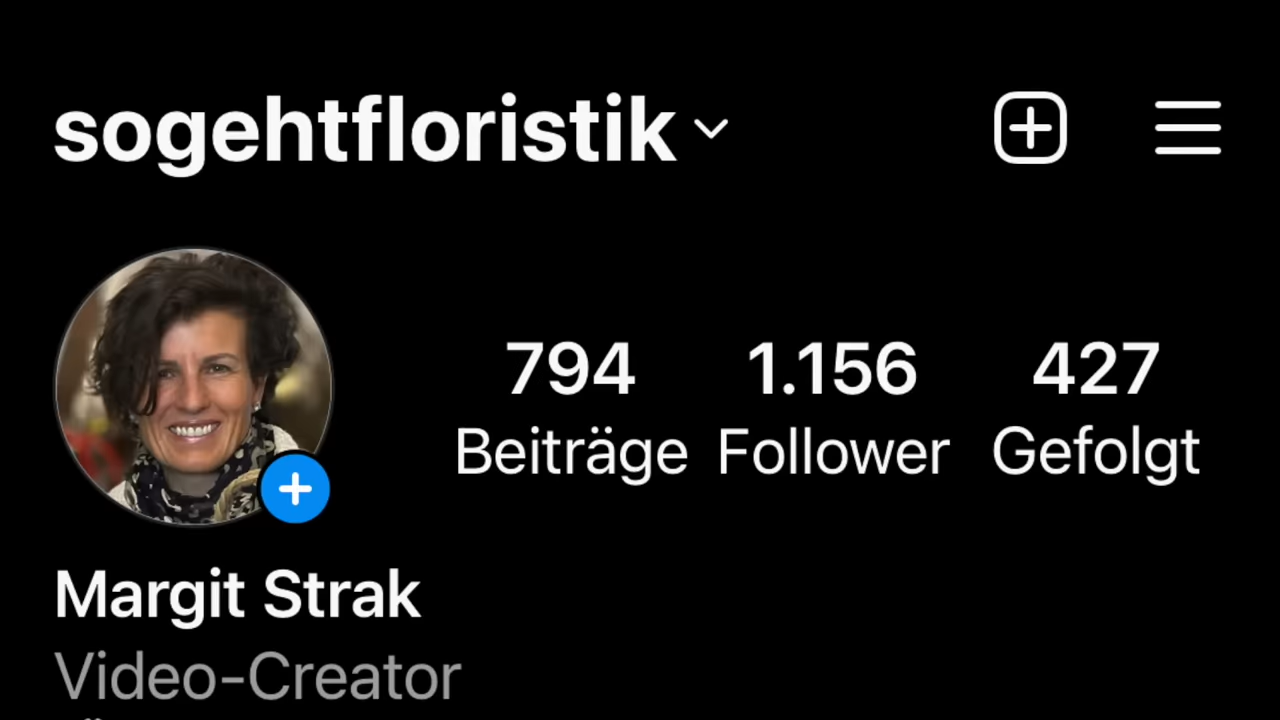 sogehtfloristik
794 1.156 427
Beiträge Follower Gefolgt
Margit Strak
Video-Creator